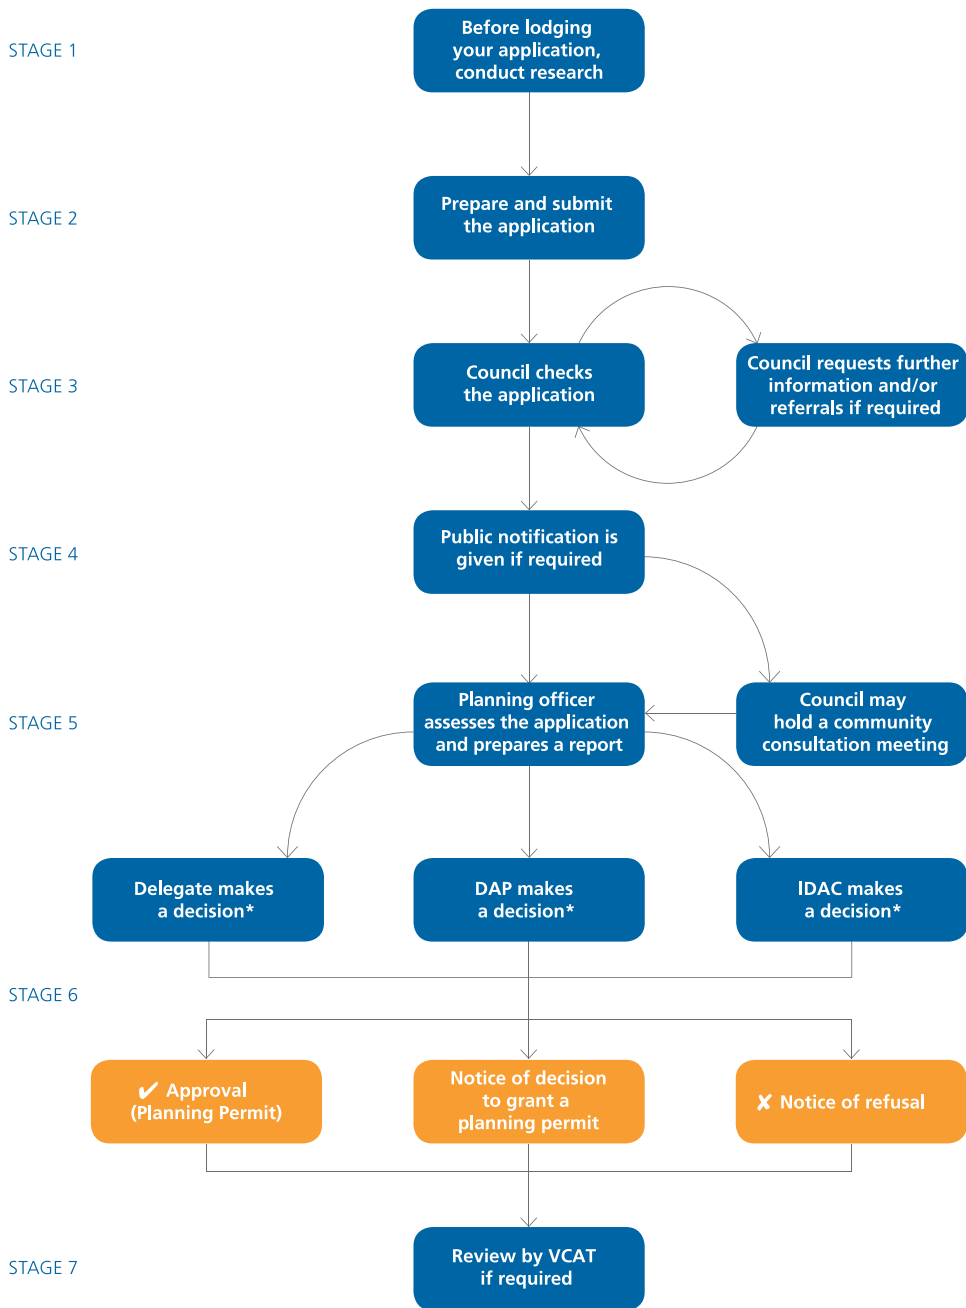 STAGE 1
Before lodging
your application,
conduct research
STAGE 2
Prepare and submit
the application
STAGE 3
Council checks
the application
Council requests further
information and/or
referrals if required
STAGE 4
Public notification is
given if required
STAGE 5
Planning officer
assesses the application
and prepares a report
Council may
hold a community
consultation meeting
Delegate makes
a decision*
DAP makes
a decision*
IDAC makes
a decision*
STAGE 6
✔ Approval
(Planning Permit)
Notice of decision
to grant a
planning permit
✘ Notice of refusal
STAGE 7
Review by VCAT
if required